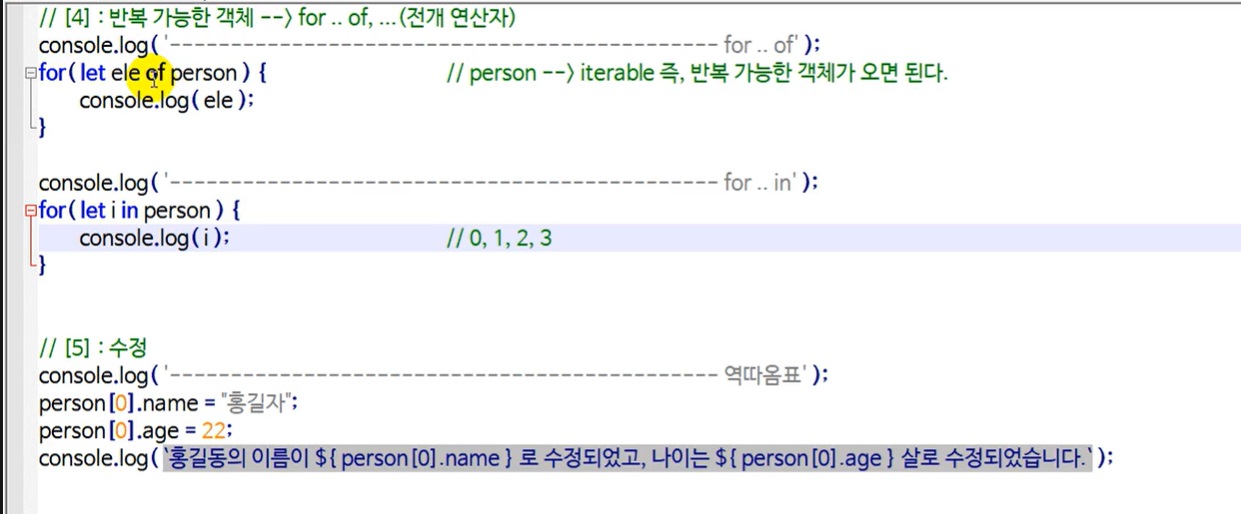 // [4] : 반복 가능한 객체 --> for .. of, ... (전개 연산자)
console.log( '---------------------------------------------- for .. of' );
for( let ele of person ) { // person --> iterable 즉, 반복 가능한 객체가 오면 된다.
console.log( ele );
}
console.log( '---------------------------------------------- for .. in' );
for( let i in person ) {
console.log( i ); // 0, 1, 2, 3
}
// [5] : 수정
console.log( '---------------------------------------------- 역따옴표' );
person[0].name = "홍길자";
person[0].age = 22;
console.log( `홍길동의 이름이 ${ person[0].name } 로 수정되었고, 나이는 ${ person[0].age } 살로 수정되었습니다.` );